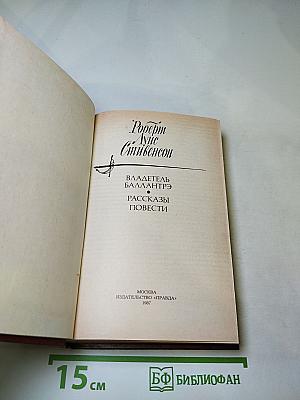 Роберт
Луис
Стивенсон
ВЛАДЕТЕЛЬ
БАЛЛАНТРЭ
•
РАССКАЗЫ
ПОВЕСТИ
МОСКВА
ИЗДАТЕЛЬСТВО «ПРАВДА»
1987
15 см
БФ БИБЛИОФАН